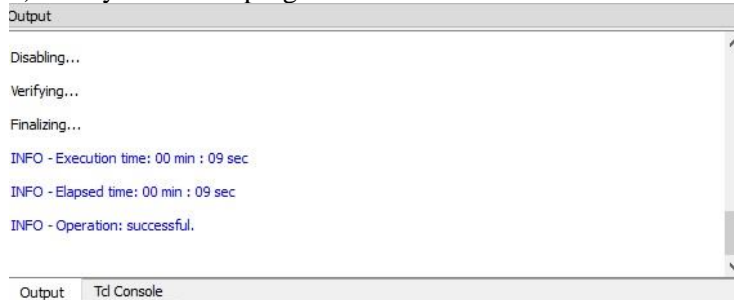 Output
Disabling...
Verifying...
Finalizing...
INFO - Execution time: 00 min : 09 sec
INFO - Elapsed time: 00 min : 09 sec
INFO - Operation: successful.
Output Tcl Console